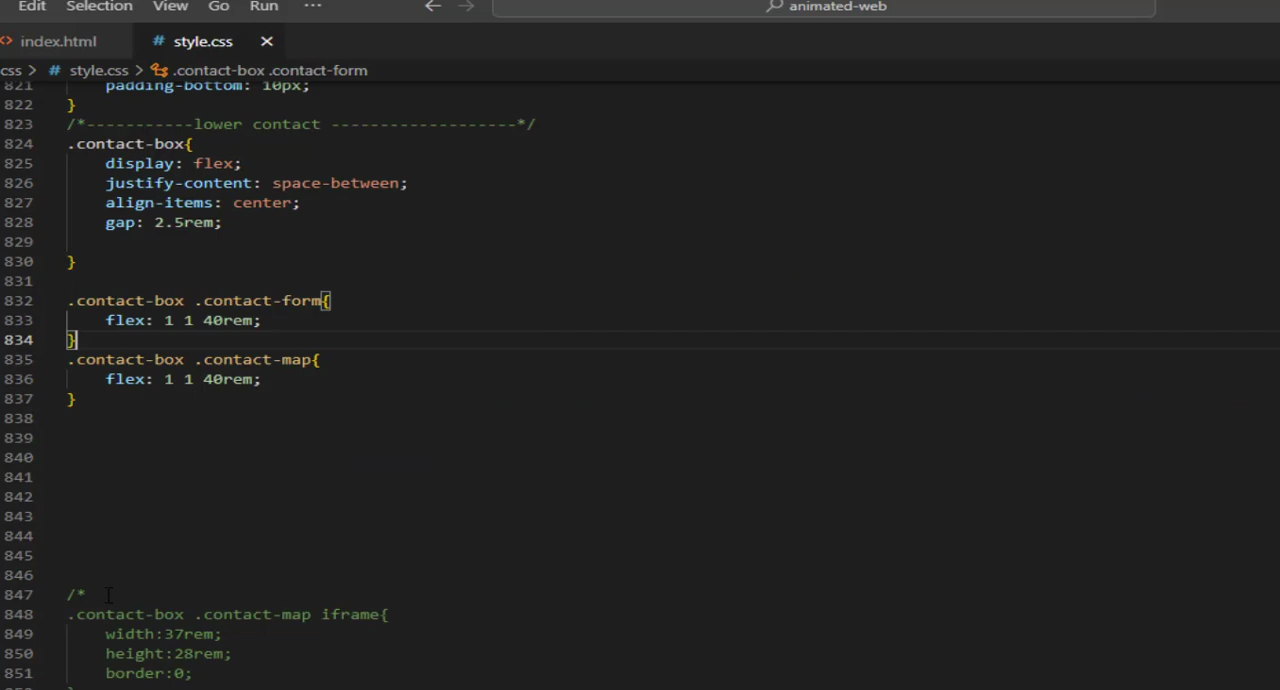 Edit Selection View Go Run ··· ← → animated-web
<> index.html # style.css ×
css > # style.css > .contact-box .contact-form
821 padding-bottom: 10px;
822 }
823 /*-----------lower contact -------------------*/
824 .contact-box{
825 display: flex;
826 justify-content: space-between;
827 align-items: center;
828 gap: 2.5rem;
829
830 }
831
832 .contact-box .contact-form{
833 flex: 1 1 40rem;
834 }
835 .contact-box .contact-map{
836 flex: 1 1 40rem;
837 }
838
839
840
841
842
843
844
845
846
847 /*
848 .contact-box .contact-map iframe{
849 width:37rem;
850 height:28rem;
851 border:0;